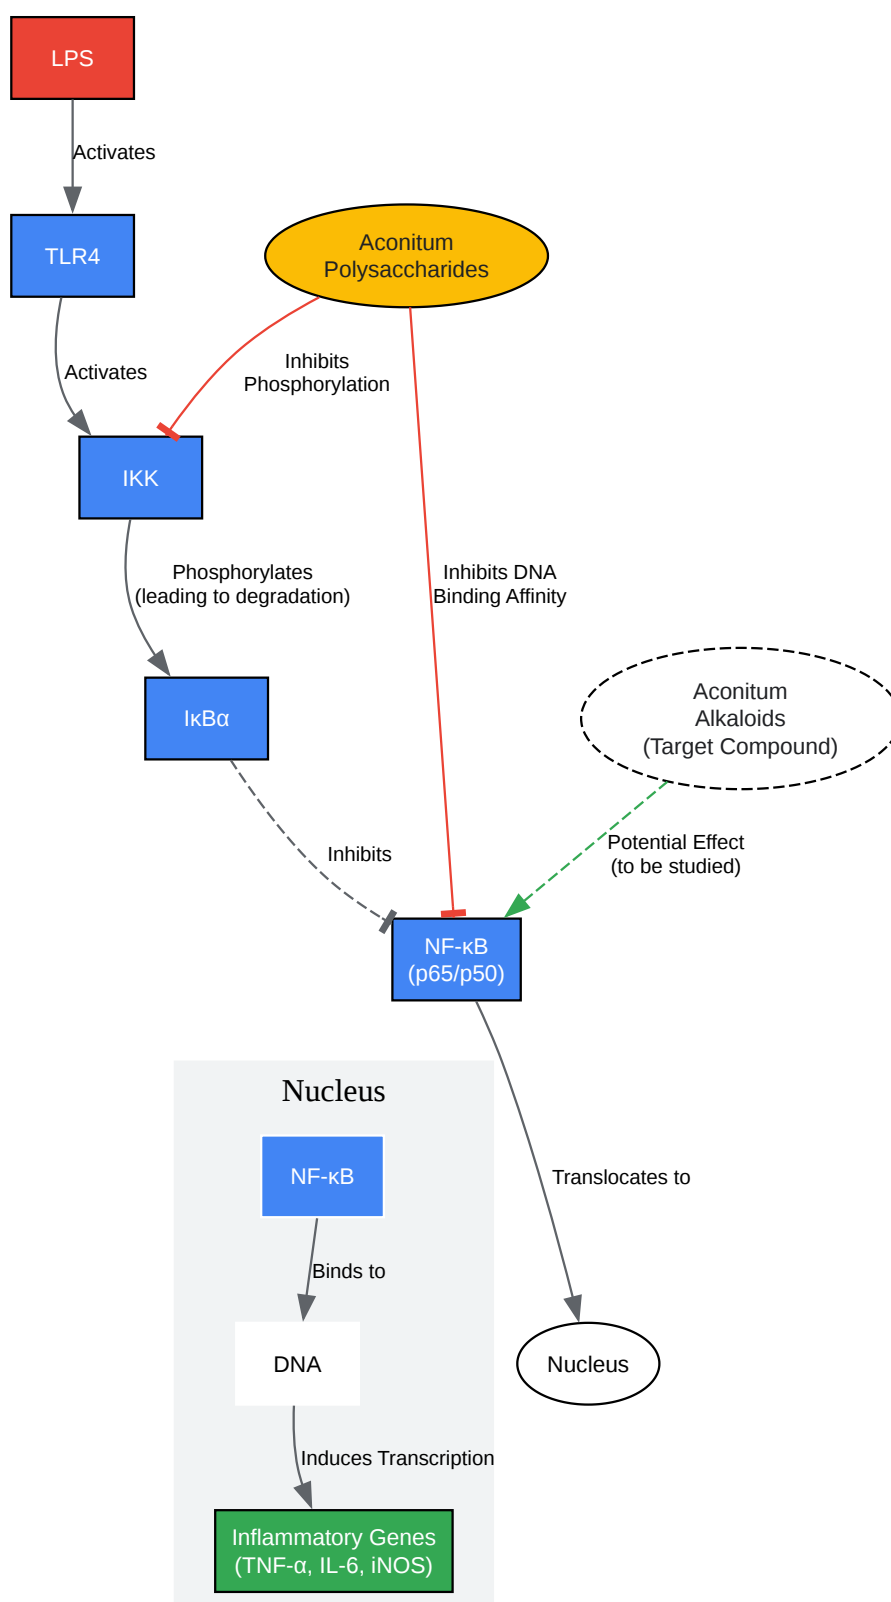 LPS
Activates
TLR4
Aconitum
Polysaccharides
Activates
Inhibits
Phosphorylation
IKK
Phosphorylates
(leading to degradation)
Inhibits DNA
Binding Affinity
IκBα
Aconitum
Alkaloids
(Target Compound)
Inhibits
Potential Effect
(to be studied)
NF-κB
(p65/p50)
Nucleus
NF-κB
Translocates to
Binds to
DNA
Nucleus
Induces Transcription
Inflammatory Genes
(TNF-α, IL-6, iNOS)